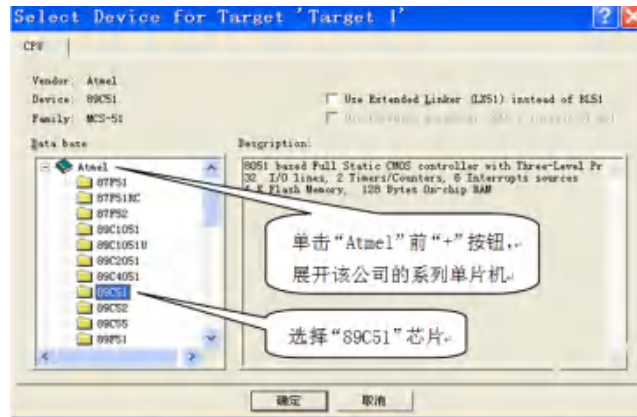 Select Device for Target 'Target 1'
CPU
Vendor: Atmel
Device: 89C51
Family: MCS-51
Use Extended Linker (LX51) instead of BL51
Data base
Description:
Atmel
87F51
87F51RC
87F52
89C1051
89C1051U
89C2051
89C4051
89C51
89C52
89C55
89F51
8051 based Full Static CMOS controller with Three-Level Pr
32 I/O lines, 2 Timers/Counters, 6 Interrupts sources
4 K Flash Memory, 128 Bytes On-chip RAM
单击“Atmel”前“+”按钮,
展开该公司的系列单片机
选择“89C51”芯片
确定
取消